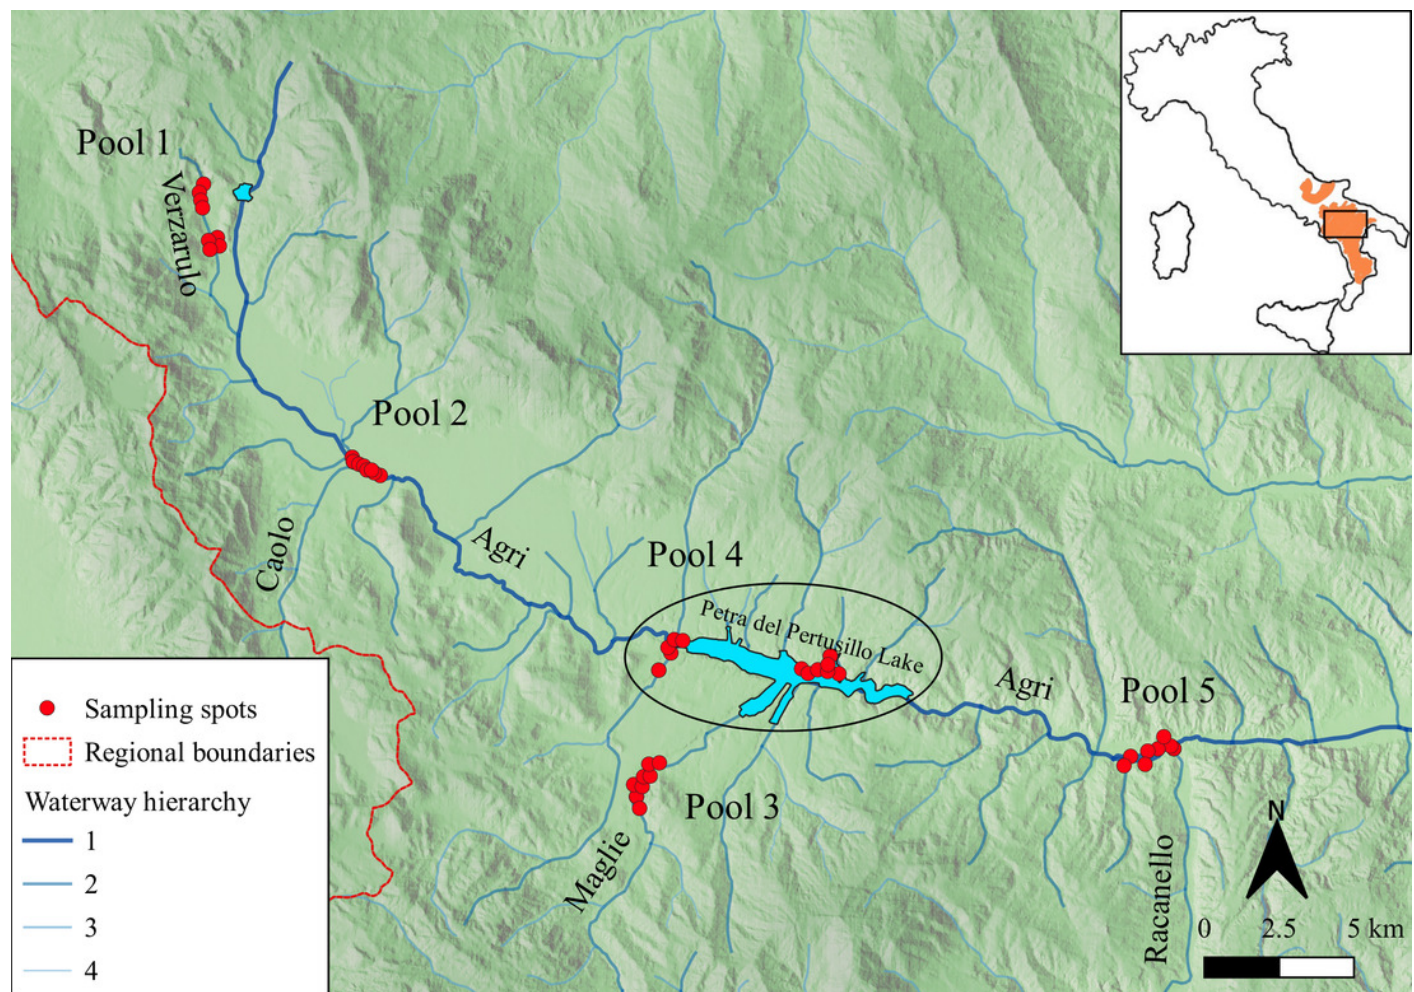 Pool 1
Verzarulo
Pool 2
Caolo
Agri
Pool 4
Petra del Pertusillo Lake
Agri
Pool 5
Pool 3
Maglie
Racanello
N
0 2.5 5 km
Sampling spots
Regional boundaries
Waterway hierarchy
1
2
3
4